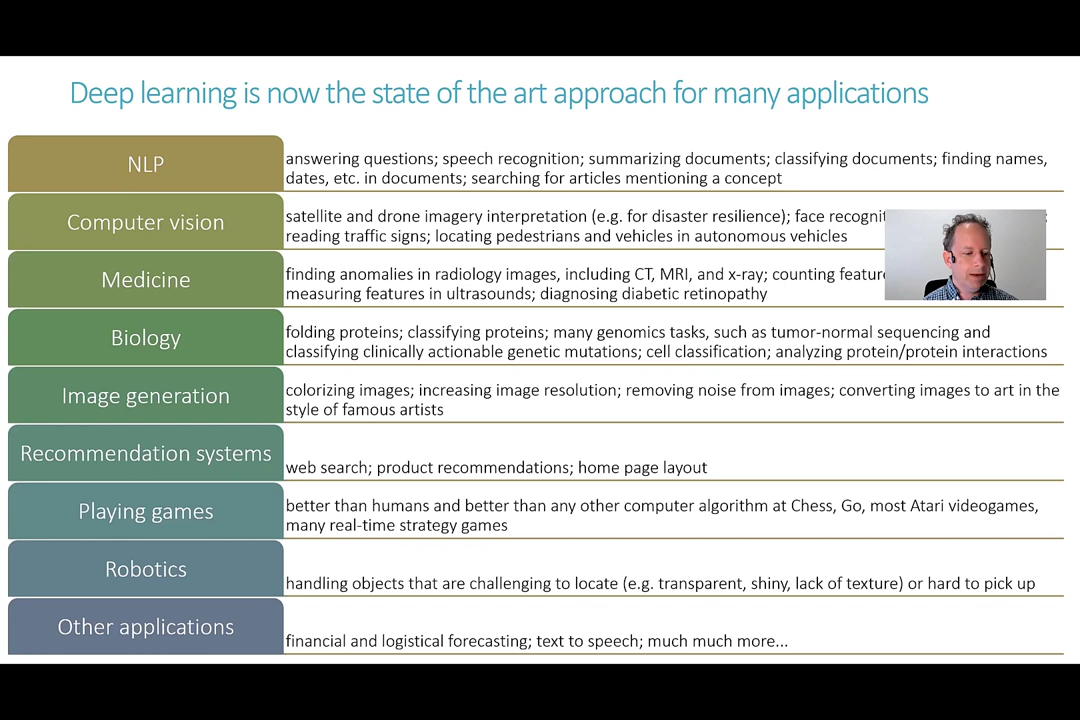 Deep learning is now the state of the art approach for many applications
NLP
answering questions; speech recognition; summarizing documents; classifying documents; finding names,
dates, etc. in documents; searching for articles mentioning a concept
Computer vision
satellite and drone imagery interpretation (e.g. for disaster resilience); face
reading traffic signs; locating pedestrians and vehicles in autonomous vehicles
Medicine
finding anomalies in radiology images, including CT, MRI, and x-ray; counting
measuring features in ultrasounds; diagnosing diabetic retinopathy
Biology
folding proteins; classifying proteins; many genomics tasks, such as tumor-normal sequencing and
classifying clinically actionable genetic mutations; cell classification; analyzing protein/protein interactions
Image generation
colorizing images; increasing image resolution; removing noise from images; converting images to art in the
style of famous artists
Recommendation systems
web search; product recommendations; home page layout
Playing games
better than humans and better than any other computer algorithm at Chess, Go, most Atari videogames,
many real-time strategy games
Robotics
handling objects that are challenging to locate (e.g. transparent, shiny, lack of texture) or hard to pick up
Other applications
financial and logistical forecasting; text to speech; much much more...